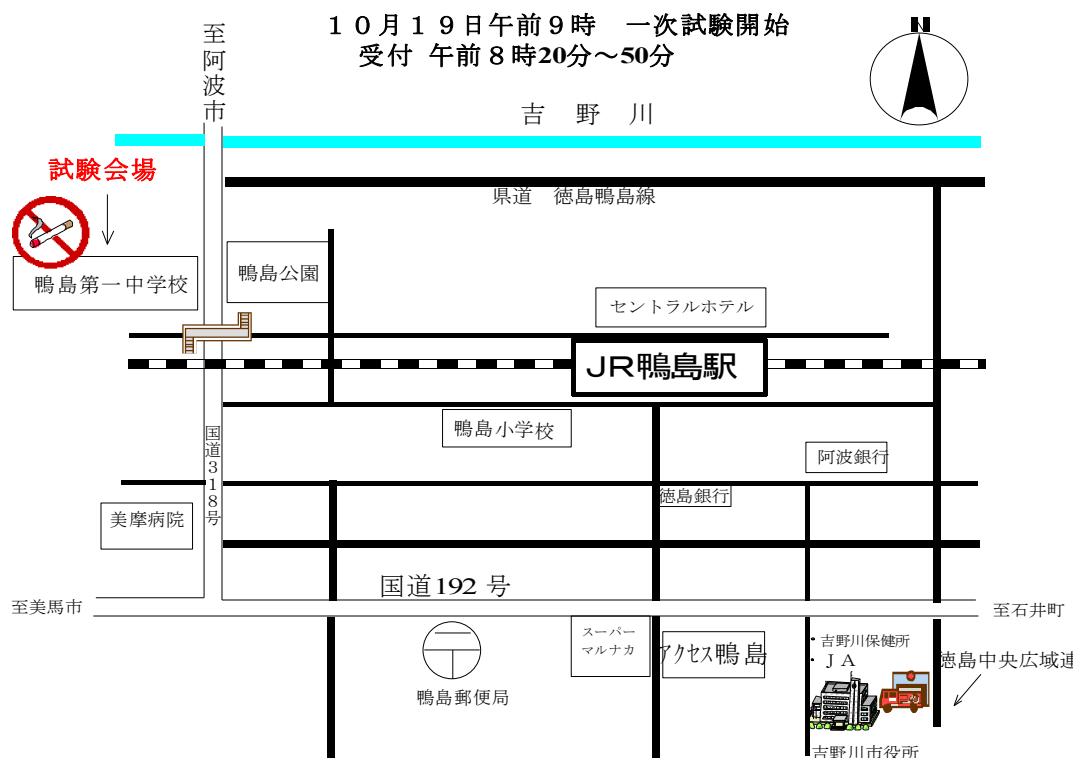 １０月１９日午前９時　一次試験開始
受付 午前８時20分～50分
至阿波市
N
吉　野　川
試験会場
県道　徳島鴨島線
鴨島第一中学校
鴨島公園
セントラルホテル
JR鴨島駅
鴨島小学校
国道３１８号
阿波銀行
徳島銀行
美摩病院
国道192 号
至美馬市
至石井町
スーパー
マルナカ
アクセス鴨島
・吉野川保健所
・ＪＡ
徳島中央広域連
鴨島郵便局
吉野川市役所